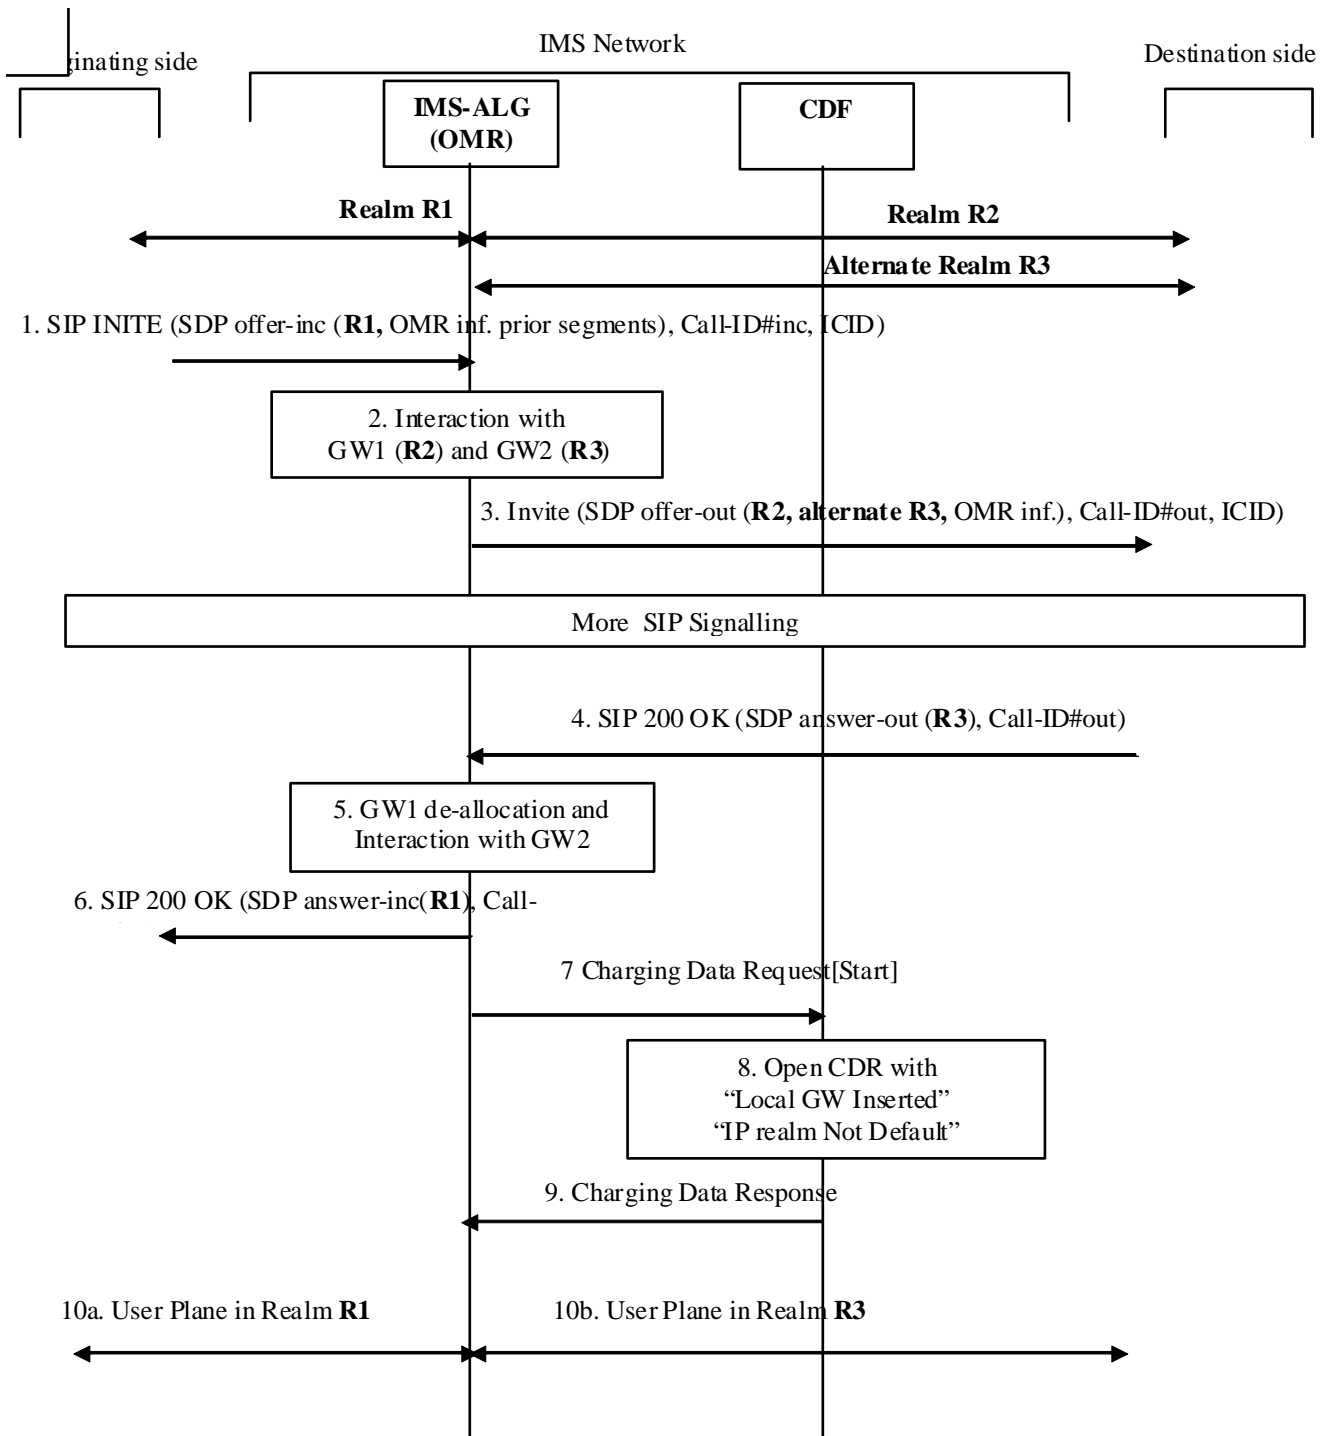 IMS Network
ginating side
Destination side
IMS-ALG
(OMR)
CDF
Realm R1
Realm R2
Alternate Realm R3
1. SIP INITE (SDP offer-inc (R1, OMR inf. prior segments), Call-ID#inc, ICID)
2. Interaction with
GW1 (R2) and GW2 (R3)
3. Invite (SDP offer-out (R2, alternate R3, OMR inf.), Call-ID#out, ICID)
More SIP Signalling
4. SIP 200 OK (SDP answer-out (R3), Call-ID#out)
5. GW1 de-allocation and
Interaction with GW2
6. SIP 200 OK (SDP answer-inc(R1), Call-
7 Charging Data Request[Start]
8. Open CDR with
“Local GW Inserted”
“IP realm Not Default”
9. Charging Data Response
10a. User Plane in Realm R1
10b. User Plane in Realm R3